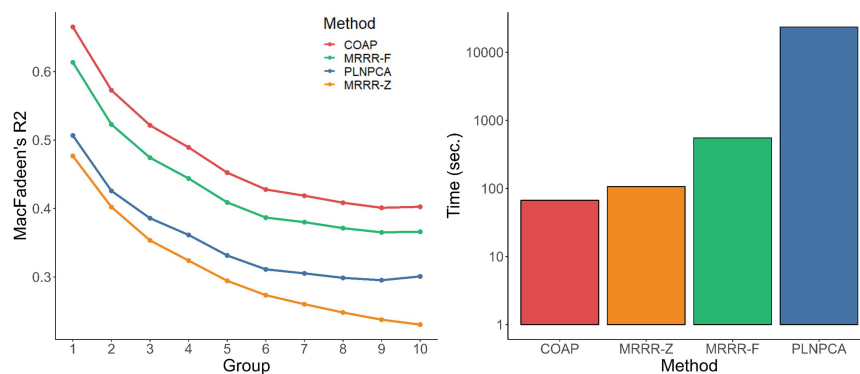 Method
COAP
MRRR-F
PLNPCA
MRRR-Z
MacFadeen's R2
0.6
0.5
0.4
0.3
1 2 3 4 5 6 7 8 9 10
Group
Time (sec.)
10000
1000
100
10
1
COAP MRRR-Z MRRR-F PLNPCA
Method